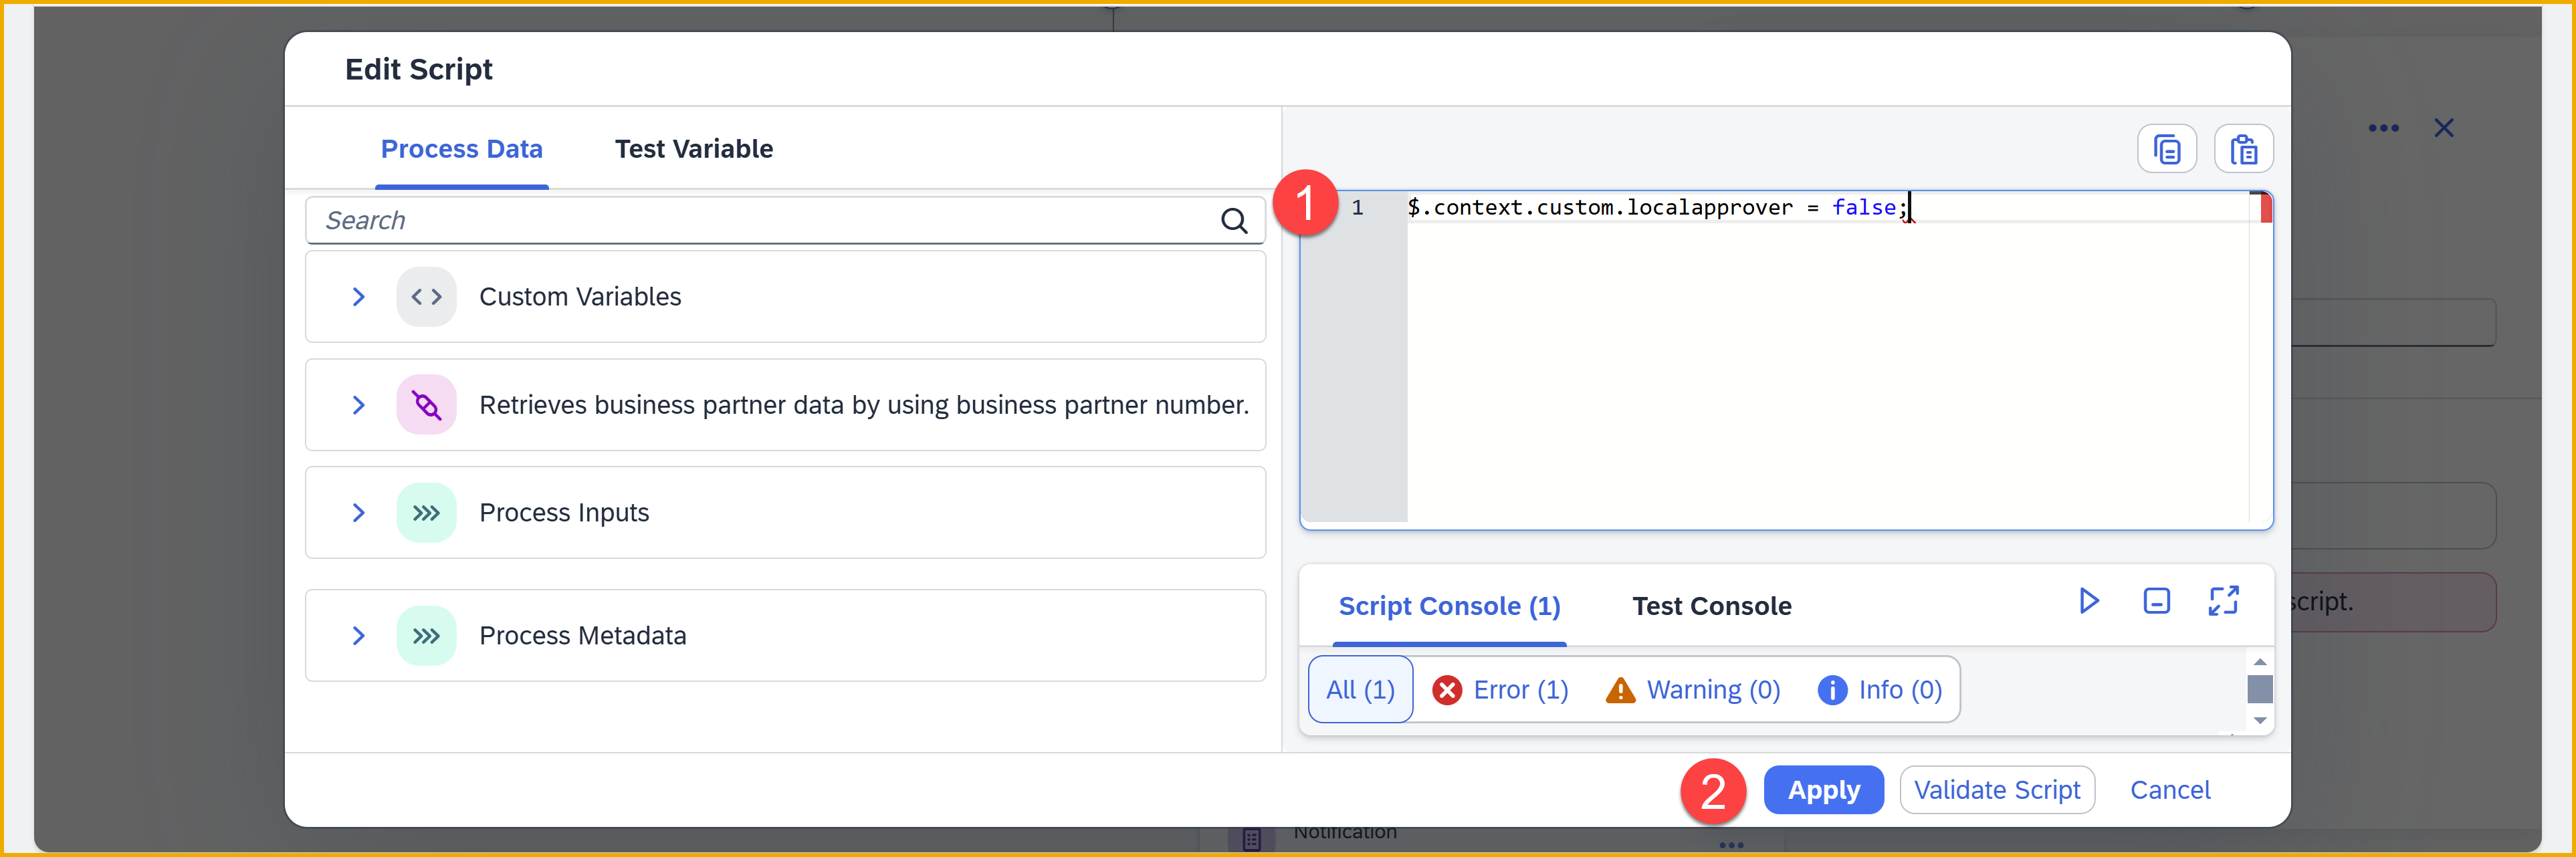 Edit Script
Process Data
Test Variable
Search
Custom Variables
Retrieves business partner data by using business partner number.
Process Inputs
Process Metadata
1
1 $.context.custom.localapprover = false;
Script Console (1)
Test Console
All (1)
Error (1)
Warning (0)
Info (0)
script.
2
Apply
Validate Script
Cancel
Notification